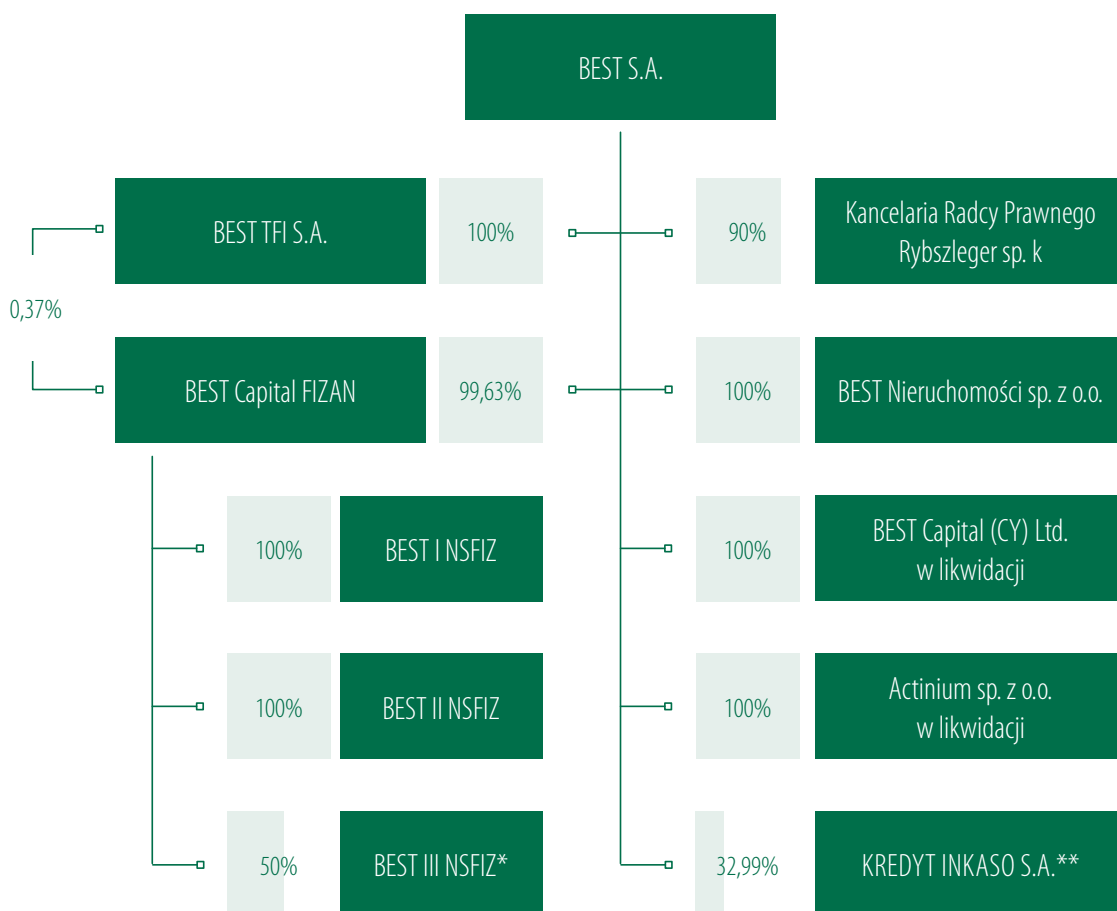 BEST S.A.
BEST TFI S.A.
100%
90%
Kancelaria Radcy Prawnego
Rybszleger sp. k
0,37%
BEST Capital FIZAN
99,63%
100%
BEST Nieruchomości sp. z o.o.
100%
BEST I NSFIZ
100%
BEST Capital (CY) Ltd.
w likwidacji
100%
BEST II NSFIZ
100%
Actinium sp. z o.o.
w likwidacji
50%
BEST III NSFIZ*
32,99%
KREDYT INKASO S.A.**